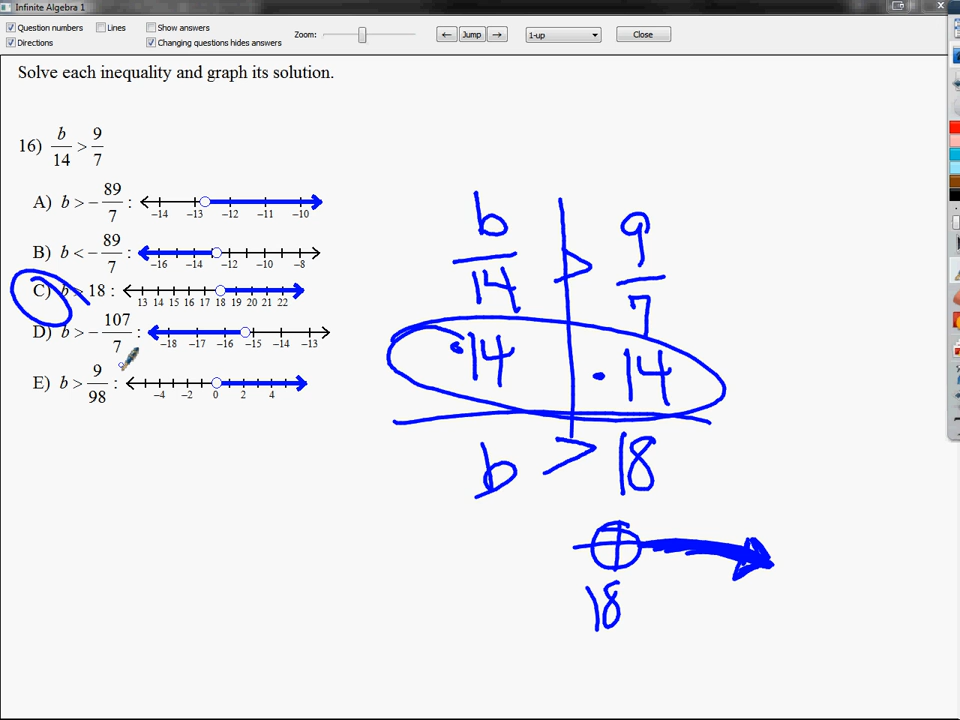 Infinite Algebra 1
Question numbers Lines Show answers Zoom: ← Jump → 1-up Close
Directions Changing questions hides answers
Solve each inequality and graph its solution.
16) b/14 > 9/7
A) b > −89/7 :
−14 −13 −12 −11 −10
B) b < −89/7 :
−16 −14 −12 −10 −8
C) b > 18 :
13 14 15 16 17 18 19 20 21 22
D) b > −107/7 :
−18 −17 −16 −15 −14 −13
E) b > 9/98 :
−4 −2 0 2 4
b/14 > 9/7
·14 · 14
b > 18
18